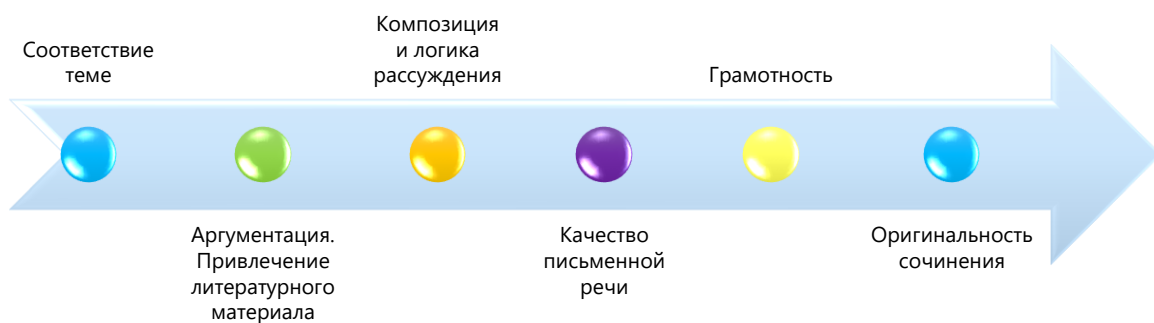 Соответствие
теме
Аргументация.
Привлечение
литературного
материала
Композиция
и логика
рассуждения
Качество
письменной
речи
Грамотность
Оригинальность
сочинения